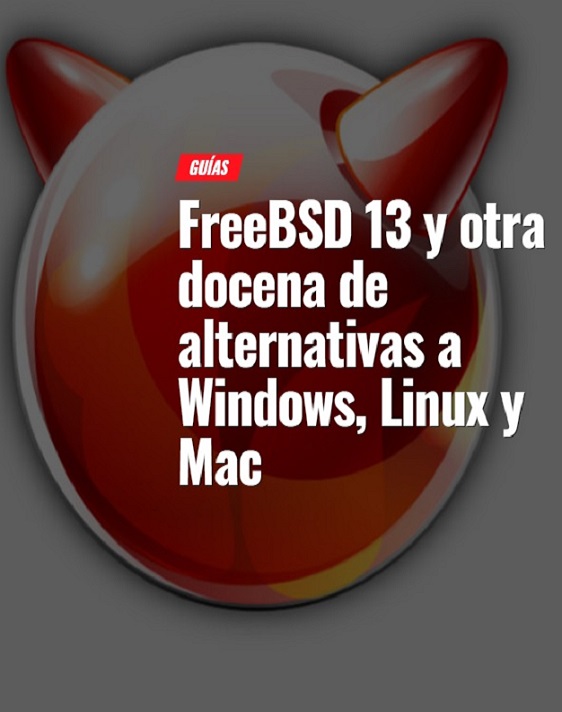 GUÍAS
FreeBSD 13 y otra
docena de
alternativas a
Windows, Linux y
Mac